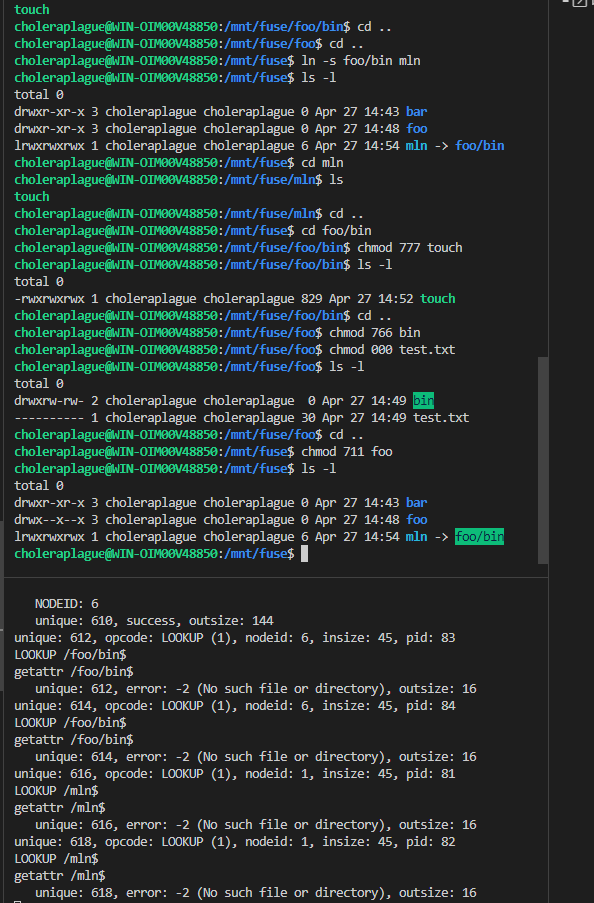 touch
choleraplague@WIN-OIM00V48850:/mnt/fuse/foo/bin$ cd ..
choleraplague@WIN-OIM00V48850:/mnt/fuse/foo$ cd ..
choleraplague@WIN-OIM00V48850:/mnt/fuse$ ln -s foo/bin mln
choleraplague@WIN-OIM00V48850:/mnt/fuse$ ls -l
total 0
drwxr-xr-x 3 choleraplague choleraplague 0 Apr 27 14:43 bar
drwxr-xr-x 3 choleraplague choleraplague 0 Apr 27 14:48 foo
lrwxrwxrwx 1 choleraplague choleraplague 6 Apr 27 14:54 mln -> foo/bin
choleraplague@WIN-OIM00V48850:/mnt/fuse$ cd mln
choleraplague@WIN-OIM00V48850:/mnt/fuse/mln$ ls
touch
choleraplague@WIN-OIM00V48850:/mnt/fuse/mln$ cd ..
choleraplague@WIN-OIM00V48850:/mnt/fuse$ cd foo/bin
choleraplague@WIN-OIM00V48850:/mnt/fuse/foo/bin$ chmod 777 touch
choleraplague@WIN-OIM00V48850:/mnt/fuse/foo/bin$ ls -l
total 0
-rwxrwxrwx 1 choleraplague choleraplague 829 Apr 27 14:52 touch
choleraplague@WIN-OIM00V48850:/mnt/fuse/foo/bin$ cd ..
choleraplague@WIN-OIM00V48850:/mnt/fuse/foo$ chmod 766 bin
choleraplague@WIN-OIM00V48850:/mnt/fuse/foo$ chmod 000 test.txt
choleraplague@WIN-OIM00V48850:/mnt/fuse/foo$ ls -l
total 0
drwxrw-rw- 2 choleraplague choleraplague  0 Apr 27 14:49 bin
---------- 1 choleraplague choleraplague 30 Apr 27 14:49 test.txt
choleraplague@WIN-OIM00V48850:/mnt/fuse/foo$ cd ..
choleraplague@WIN-OIM00V48850:/mnt/fuse$ chmod 711 foo
choleraplague@WIN-OIM00V48850:/mnt/fuse$ ls -l
total 0
drwxr-xr-x 3 choleraplague choleraplague 0 Apr 27 14:43 bar
drwx--x--x 3 choleraplague choleraplague 0 Apr 27 14:48 foo
lrwxrwxrwx 1 choleraplague choleraplague 6 Apr 27 14:54 mln -> foo/bin
choleraplague@WIN-OIM00V48850:/mnt/fuse$
NODEID: 6
unique: 610, success, outsize: 144
unique: 612, opcode: LOOKUP (1), nodeid: 6, insize: 45, pid: 83
LOOKUP /foo/bin$
getattr /foo/bin$
unique: 612, error: -2 (No such file or directory), outsize: 16
unique: 614, opcode: LOOKUP (1), nodeid: 6, insize: 45, pid: 84
LOOKUP /foo/bin$
getattr /foo/bin$
unique: 614, error: -2 (No such file or directory), outsize: 16
unique: 616, opcode: LOOKUP (1), nodeid: 1, insize: 45, pid: 81
LOOKUP /mln$
getattr /mln$
unique: 616, error: -2 (No such file or directory), outsize: 16
unique: 618, opcode: LOOKUP (1), nodeid: 1, insize: 45, pid: 82
LOOKUP /mln$
getattr /mln$
unique: 618, error: -2 (No such file or directory), outsize: 16